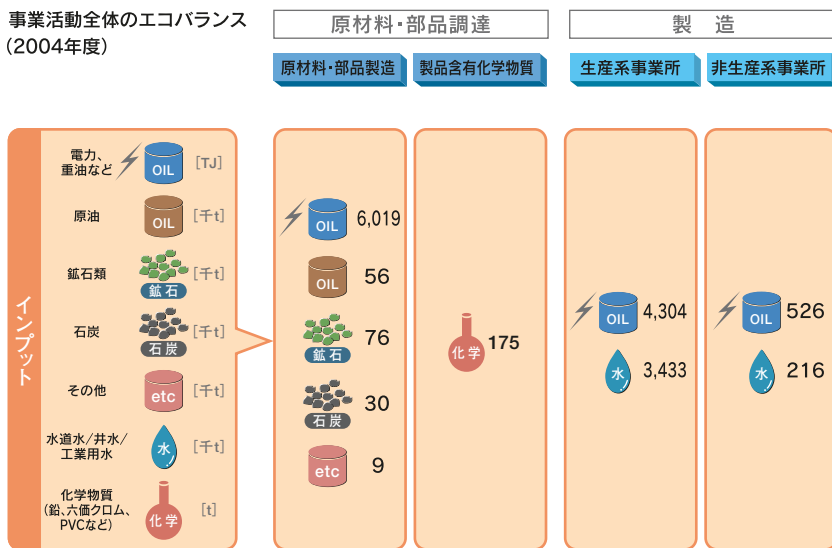 事業活動全体のエコバランス
(2004年度)
原材料・部品調達
製 造
原材料・部品製造
製品含有化学物質
生産系事業所
非生産系事業所
インプット
電力、
重油など
OIL
[TJ]
原油
OIL
[千t]
鉱石類
鉱石
[千t]
石炭
石炭
[千t]
その他
etc
[千t]
水道水/井水/
工業用水
水
[千t]
化学物質
(鉛、六価クロム、
PVCなど)
化学
[t]
OIL 6,019
OIL 56
鉱石 76
石炭 30
etc 9
化学 175
OIL 4,304
水 3,433
OIL 526
水 216